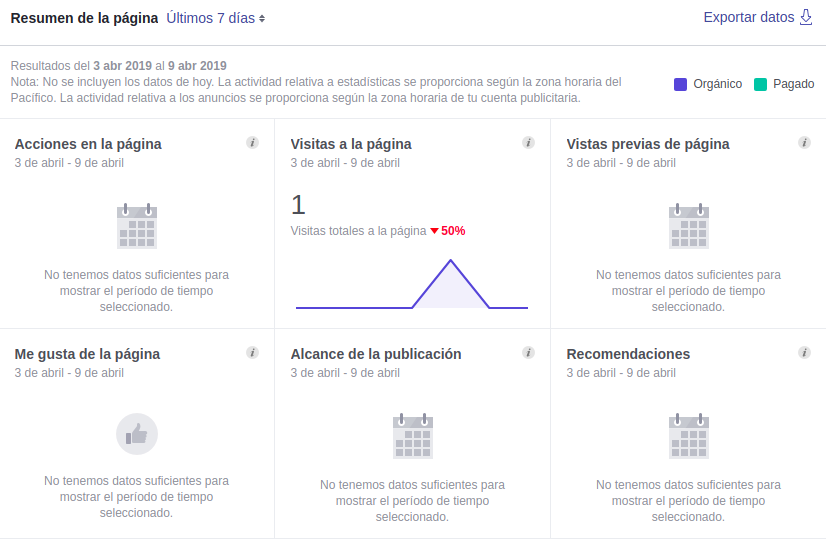 Resumen de la página Últimos 7 días
Exportar datos
Resultados del 3 abr 2019 al 9 abr 2019
Nota: No se incluyen los datos de hoy. La actividad relativa a estadísticas se proporciona según la zona horaria del
Pacífico. La actividad relativa a los anuncios se proporciona según la zona horaria de tu cuenta publicitaria.
Orgánico Pagado
Acciones en la página i
3 de abril - 9 de abril
No tenemos datos suficientes para
mostrar el período de tiempo
seleccionado.
Visitas a la página i
3 de abril - 9 de abril
1
Visitas totales a la página 50%
Vistas previas de página i
3 de abril - 9 de abril
No tenemos datos suficientes para
mostrar el período de tiempo
seleccionado.
Me gusta de la página i
3 de abril - 9 de abril
No tenemos datos suficientes para
mostrar el período de tiempo
seleccionado.
Alcance de la publicación i
3 de abril - 9 de abril
No tenemos datos suficientes para
mostrar el período de tiempo
seleccionado.
Recomendaciones i
3 de abril - 9 de abril
No tenemos datos suficientes para
mostrar el período de tiempo
seleccionado.